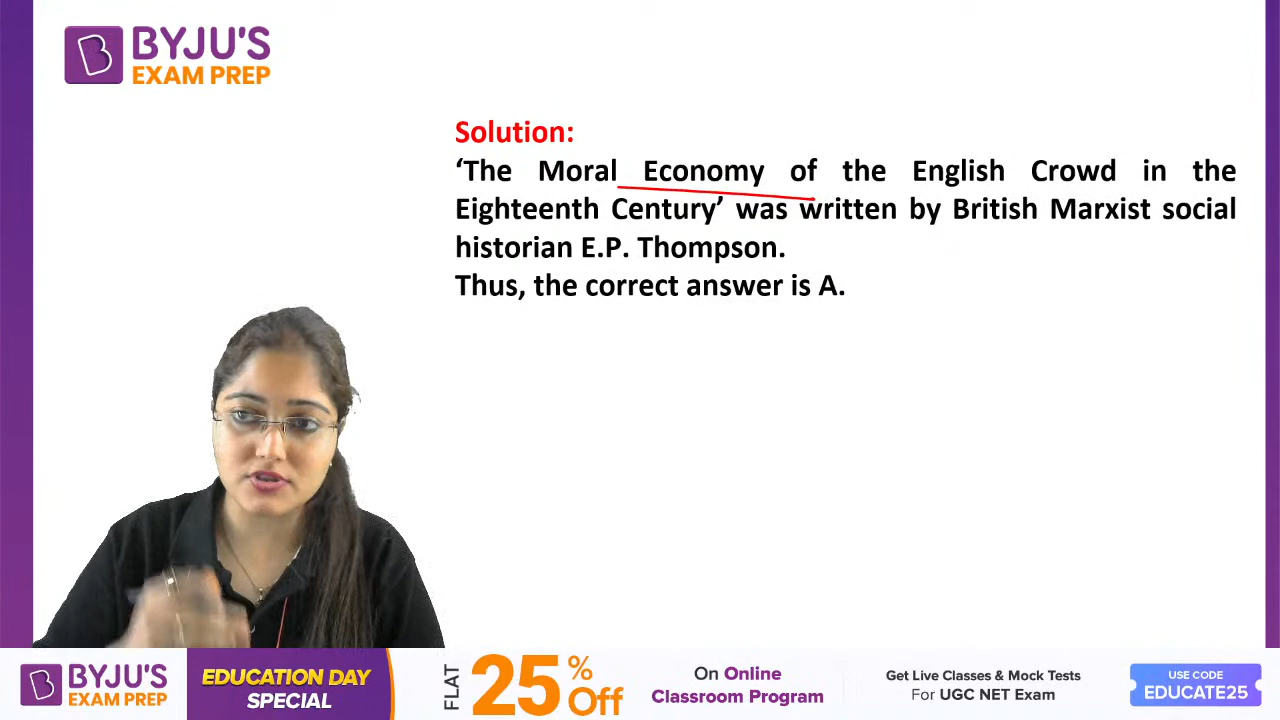 BYJU'S
EXAM PREP
Solution:
‘The Moral Economy of the English Crowd in the
Eighteenth Century’ was written by British Marxist social
historian E.P. Thompson.
Thus, the correct answer is A.
BYJU'S
EXAM PREP
EDUCATION DAY
SPECIAL
FLAT
25% Off
On Online
Classroom Program
Get Live Classes & Mock Tests
For UGC NET Exam
USE CODE
EDUCATE25